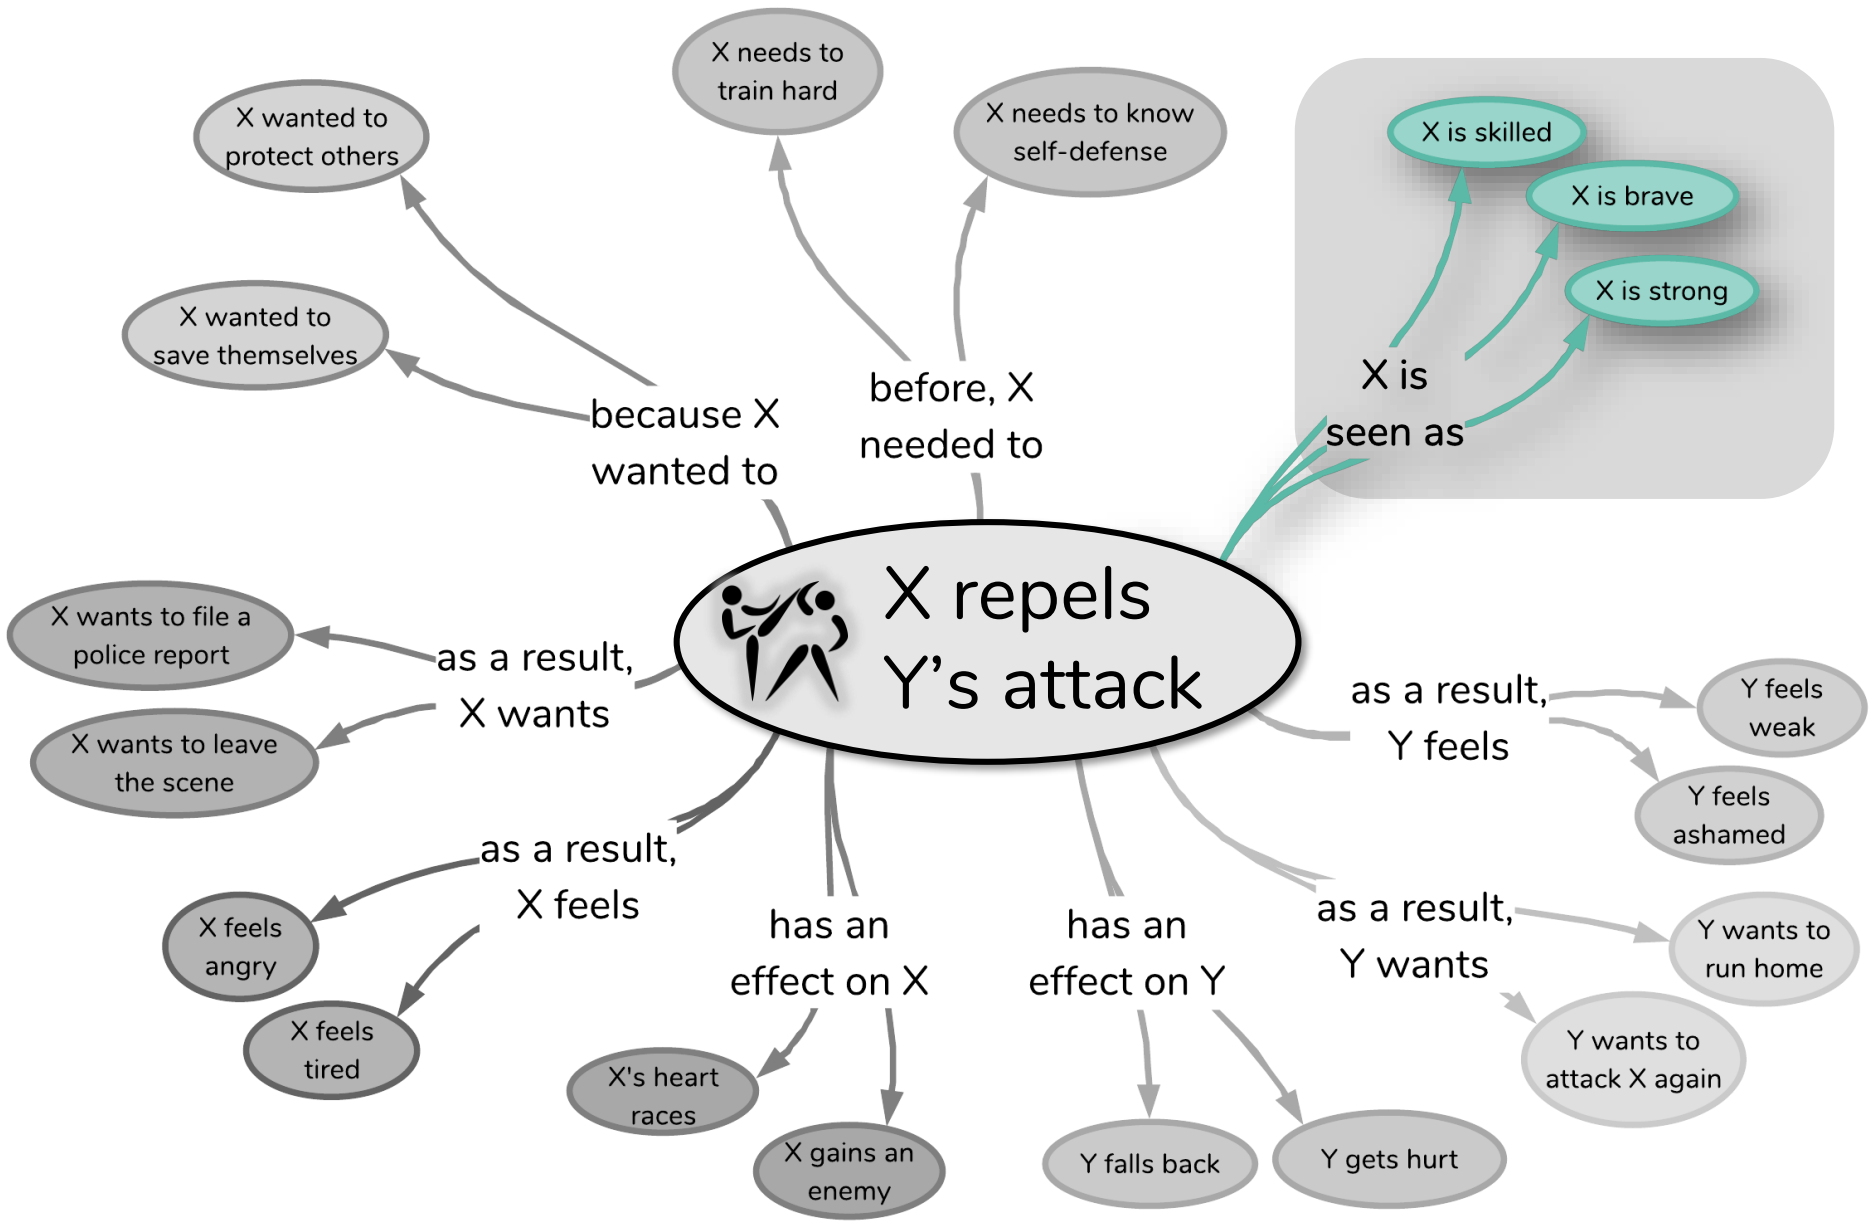 X needs to
train hard
X needs to know
self-defense
X wanted to
protect others
X wanted to
save themselves
because X
wanted to
before, X
needed to
X is skilled
X is brave
X is strong
X is
seen as
X repels
Y’s attack
X wants to file a
police report
X wants to leave
the scene
as a result,
X wants
as a result,
Y feels
Y feels
weak
Y feels
ashamed
as a result,
X feels
X feels
angry
X feels
tired
has an
effect on X
X's heart
races
X gains an
enemy
has an
effect on Y
Y falls back
Y gets hurt
as a result,
Y wants
Y wants to
run home
Y wants to
attack X again